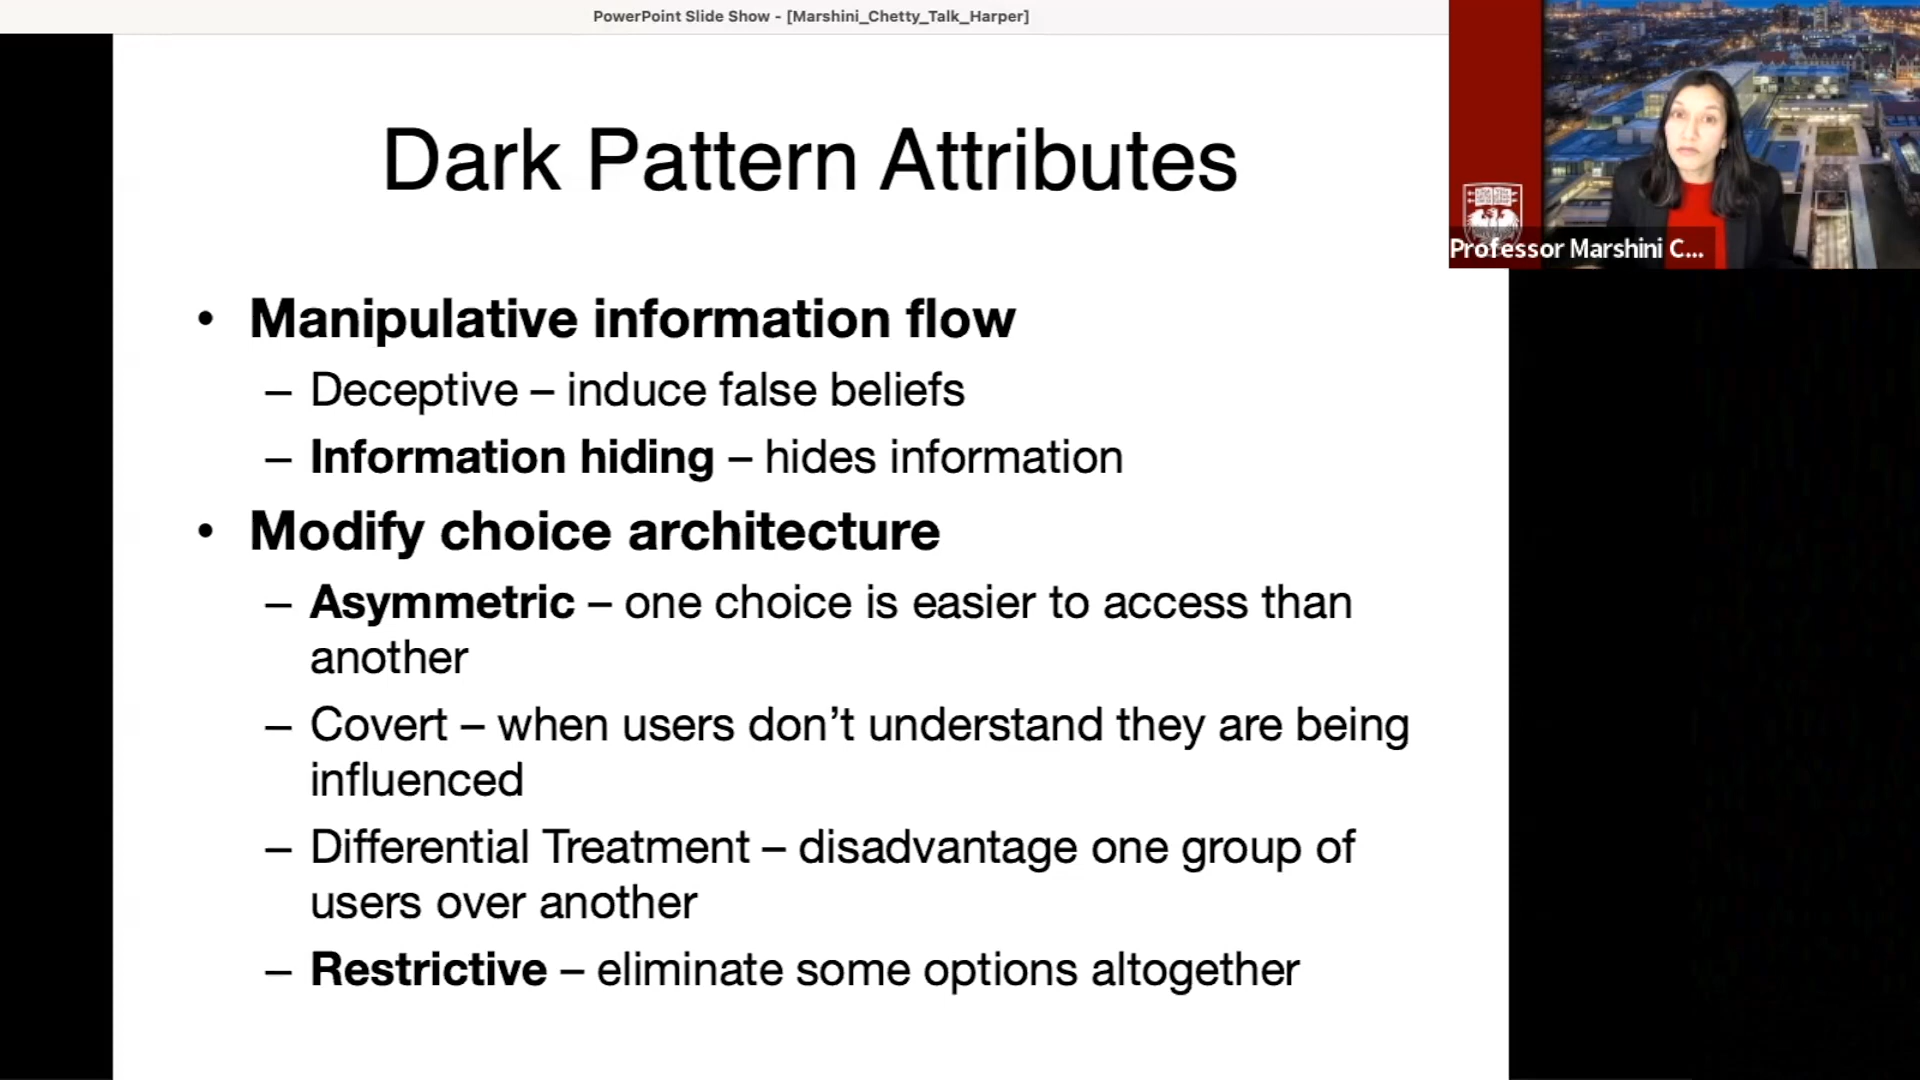 PowerPoint Slide Show - [Marshini_Chetty_Talk_Harper]
Professor Marshini C...
Dark Pattern Attributes
• Manipulative information flow
– Deceptive – induce false beliefs
– Information hiding – hides information
• Modify choice architecture
– Asymmetric – one choice is easier to access than
another
– Covert – when users don’t understand they are being
influenced
– Differential Treatment – disadvantage one group of
users over another
– Restrictive – eliminate some options altogether